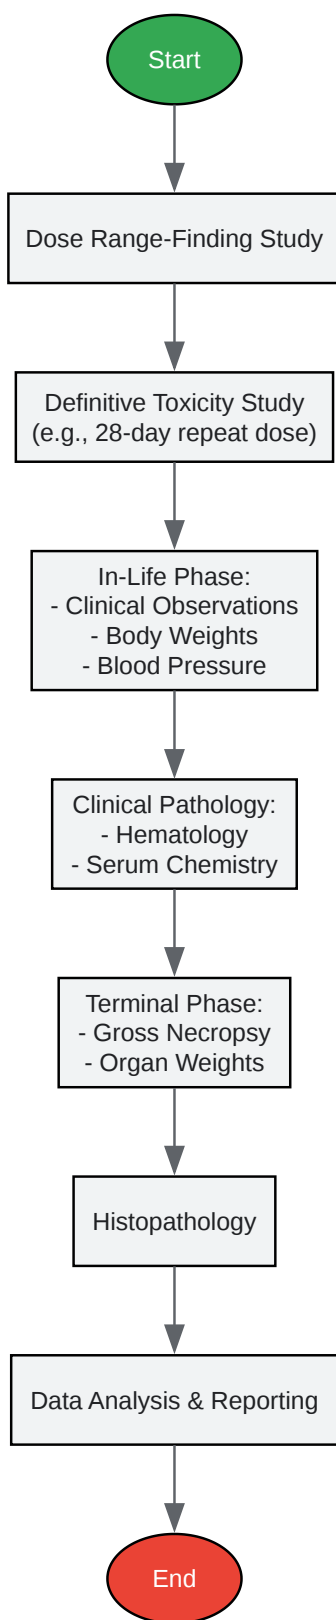 Start
Dose Range-Finding Study
Definitive Toxicity Study
(e.g., 28-day repeat dose)
In-Life Phase:
- Clinical Observations
- Body Weights
- Blood Pressure
Clinical Pathology:
- Hematology
- Serum Chemistry
Terminal Phase:
- Gross Necropsy
- Organ Weights
Histopathology
Data Analysis & Reporting
End